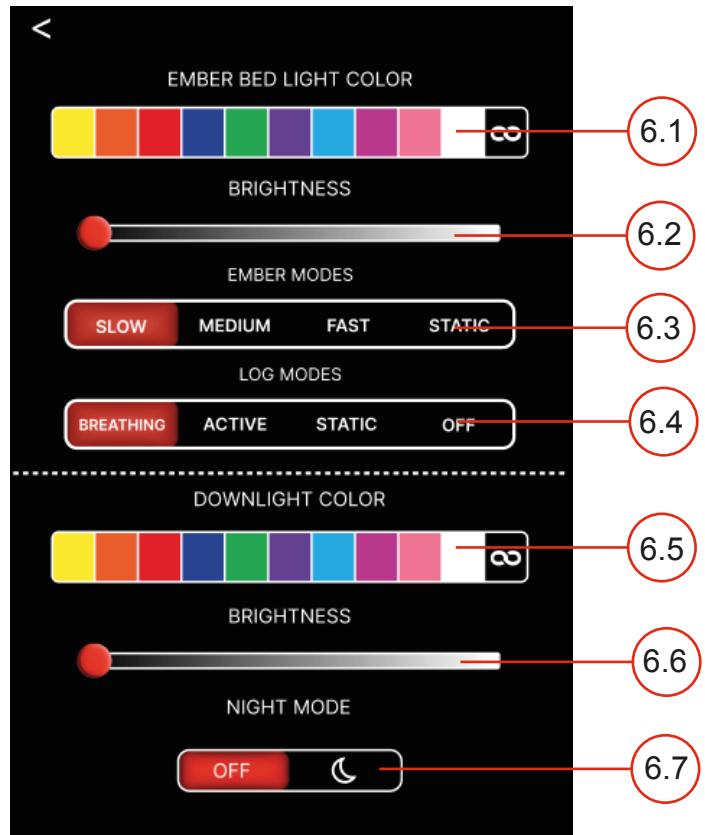 <
EMBER BED LIGHT COLOR
∞ 6.1
BRIGHTNESS
6.2
EMBER MODES
SLOW MEDIUM FAST STATIC 6.3
LOG MODES
BREATHING ACTIVE STATIC OFF 6.4
DOWNLIGHT COLOR
∞ 6.5
BRIGHTNESS
6.6
NIGHT MODE
OFF 6.7